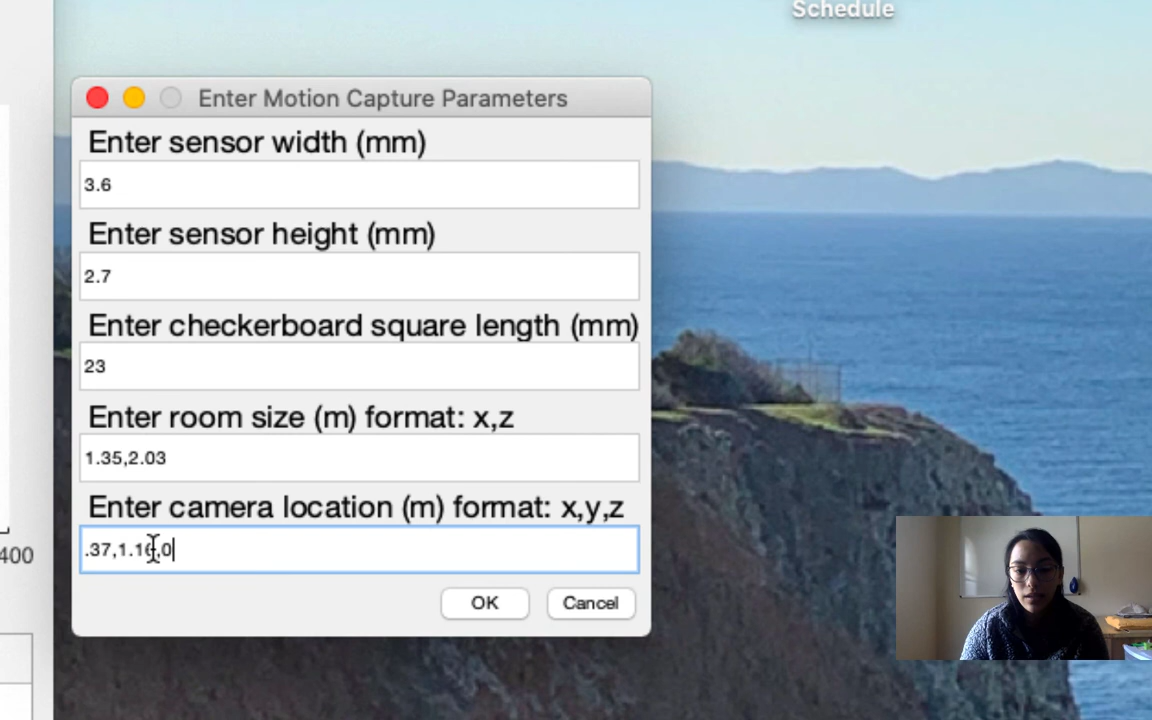 Schedule
Enter Motion Capture Parameters
Enter sensor width (mm)
3.6
Enter sensor height (mm)
2.7
Enter checkerboard square length (mm)
23
Enter room size (m) format: x,z
1.35,2.03
Enter camera location (m) format: x,y,z
OK
Cancel
400